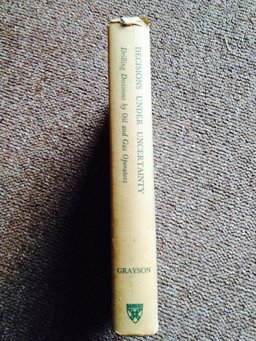 DECISIONS UNDER UNCERTAINTY
Drilling Decisions by Oil and Gas Operators
GRAYSON